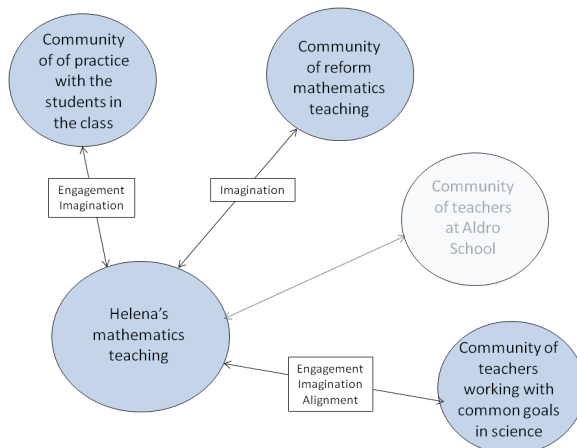 Community
of of practice
with the
students in
the class
Community
of reform
mathematics
teaching
Engagement
Imagination
Imagination
Community
of teachers
at Aldro
School
Helena's
mathematics
teaching
Engagement
Imagination
Alignment
Community of
teachers
working with
common goals
in science